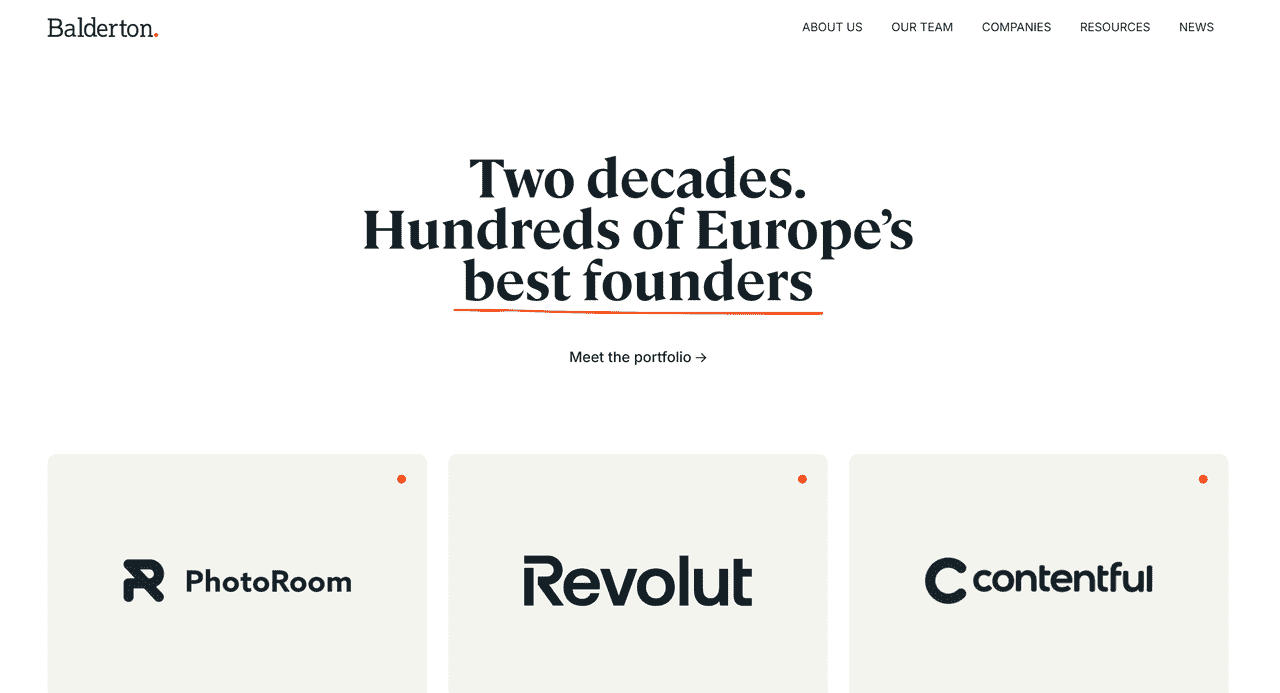 Balderton.
ABOUT US
OUR TEAM
COMPANIES
RESOURCES
NEWS
Two decades.
Hundreds of Europe’s
best founders
Meet the portfolio →
PhotoRoom
Revolut
contentful